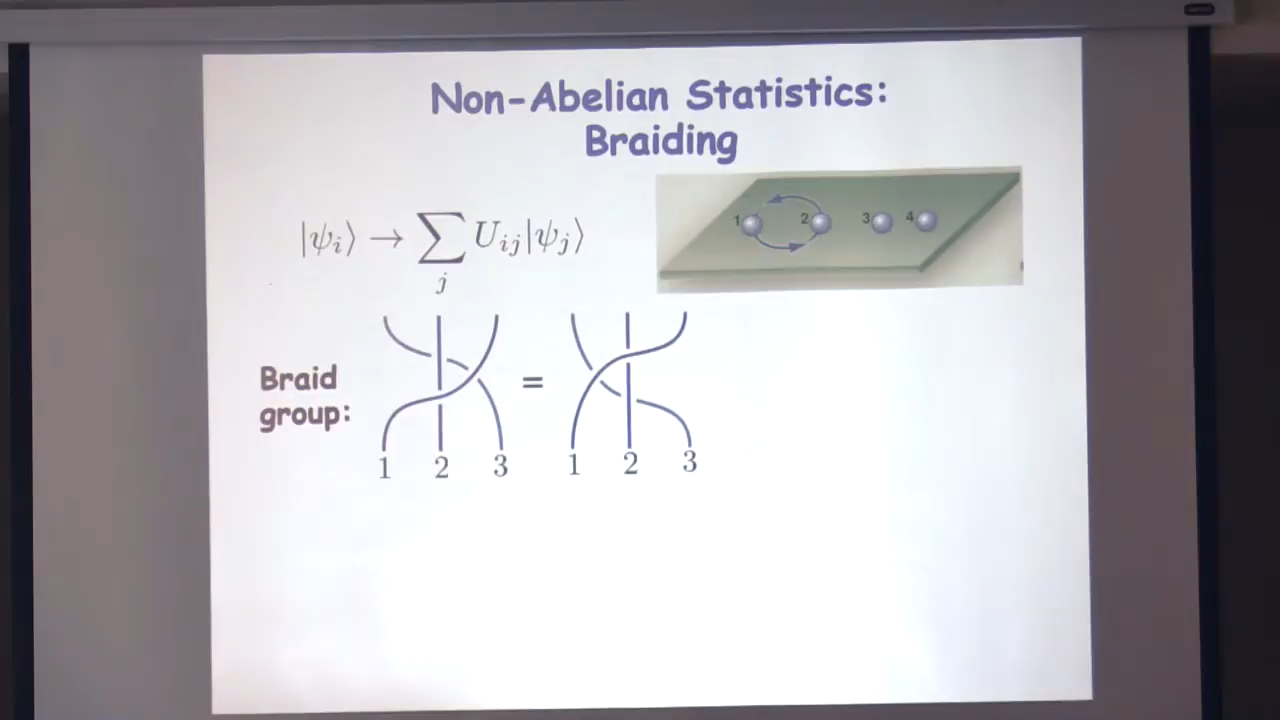 Non-Abelian Statistics:
Braiding
|ψᵢ⟩ → ∑ⱼ Uᵢⱼ|ψⱼ⟩
1 2 3 4
Braid
group:
=
1 2 3 1 2 3